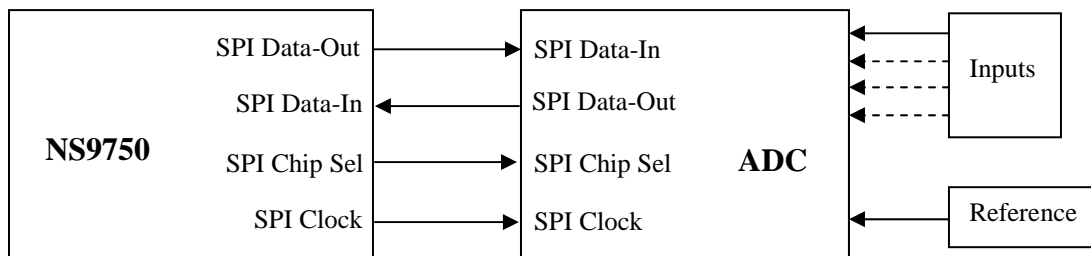 SPI Data-Out
SPI Data-In
NS9750
SPI Chip Sel
SPI Clock
SPI Data-In
SPI Data-Out
SPI Chip Sel
ADC
SPI Clock
Inputs
Reference